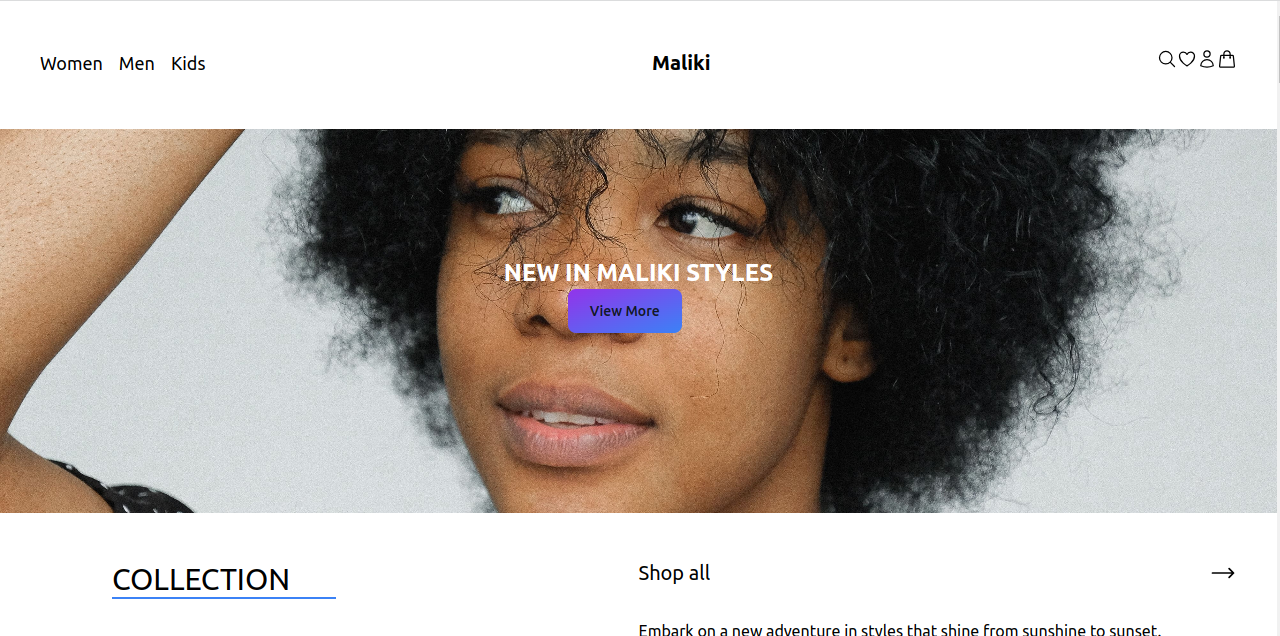 Women Men Kids Maliki
NEW IN MALIKI STYLES
View More
COLLECTION
Shop all
Embark on a new adventure in styles that shine from sunshine to sunset.